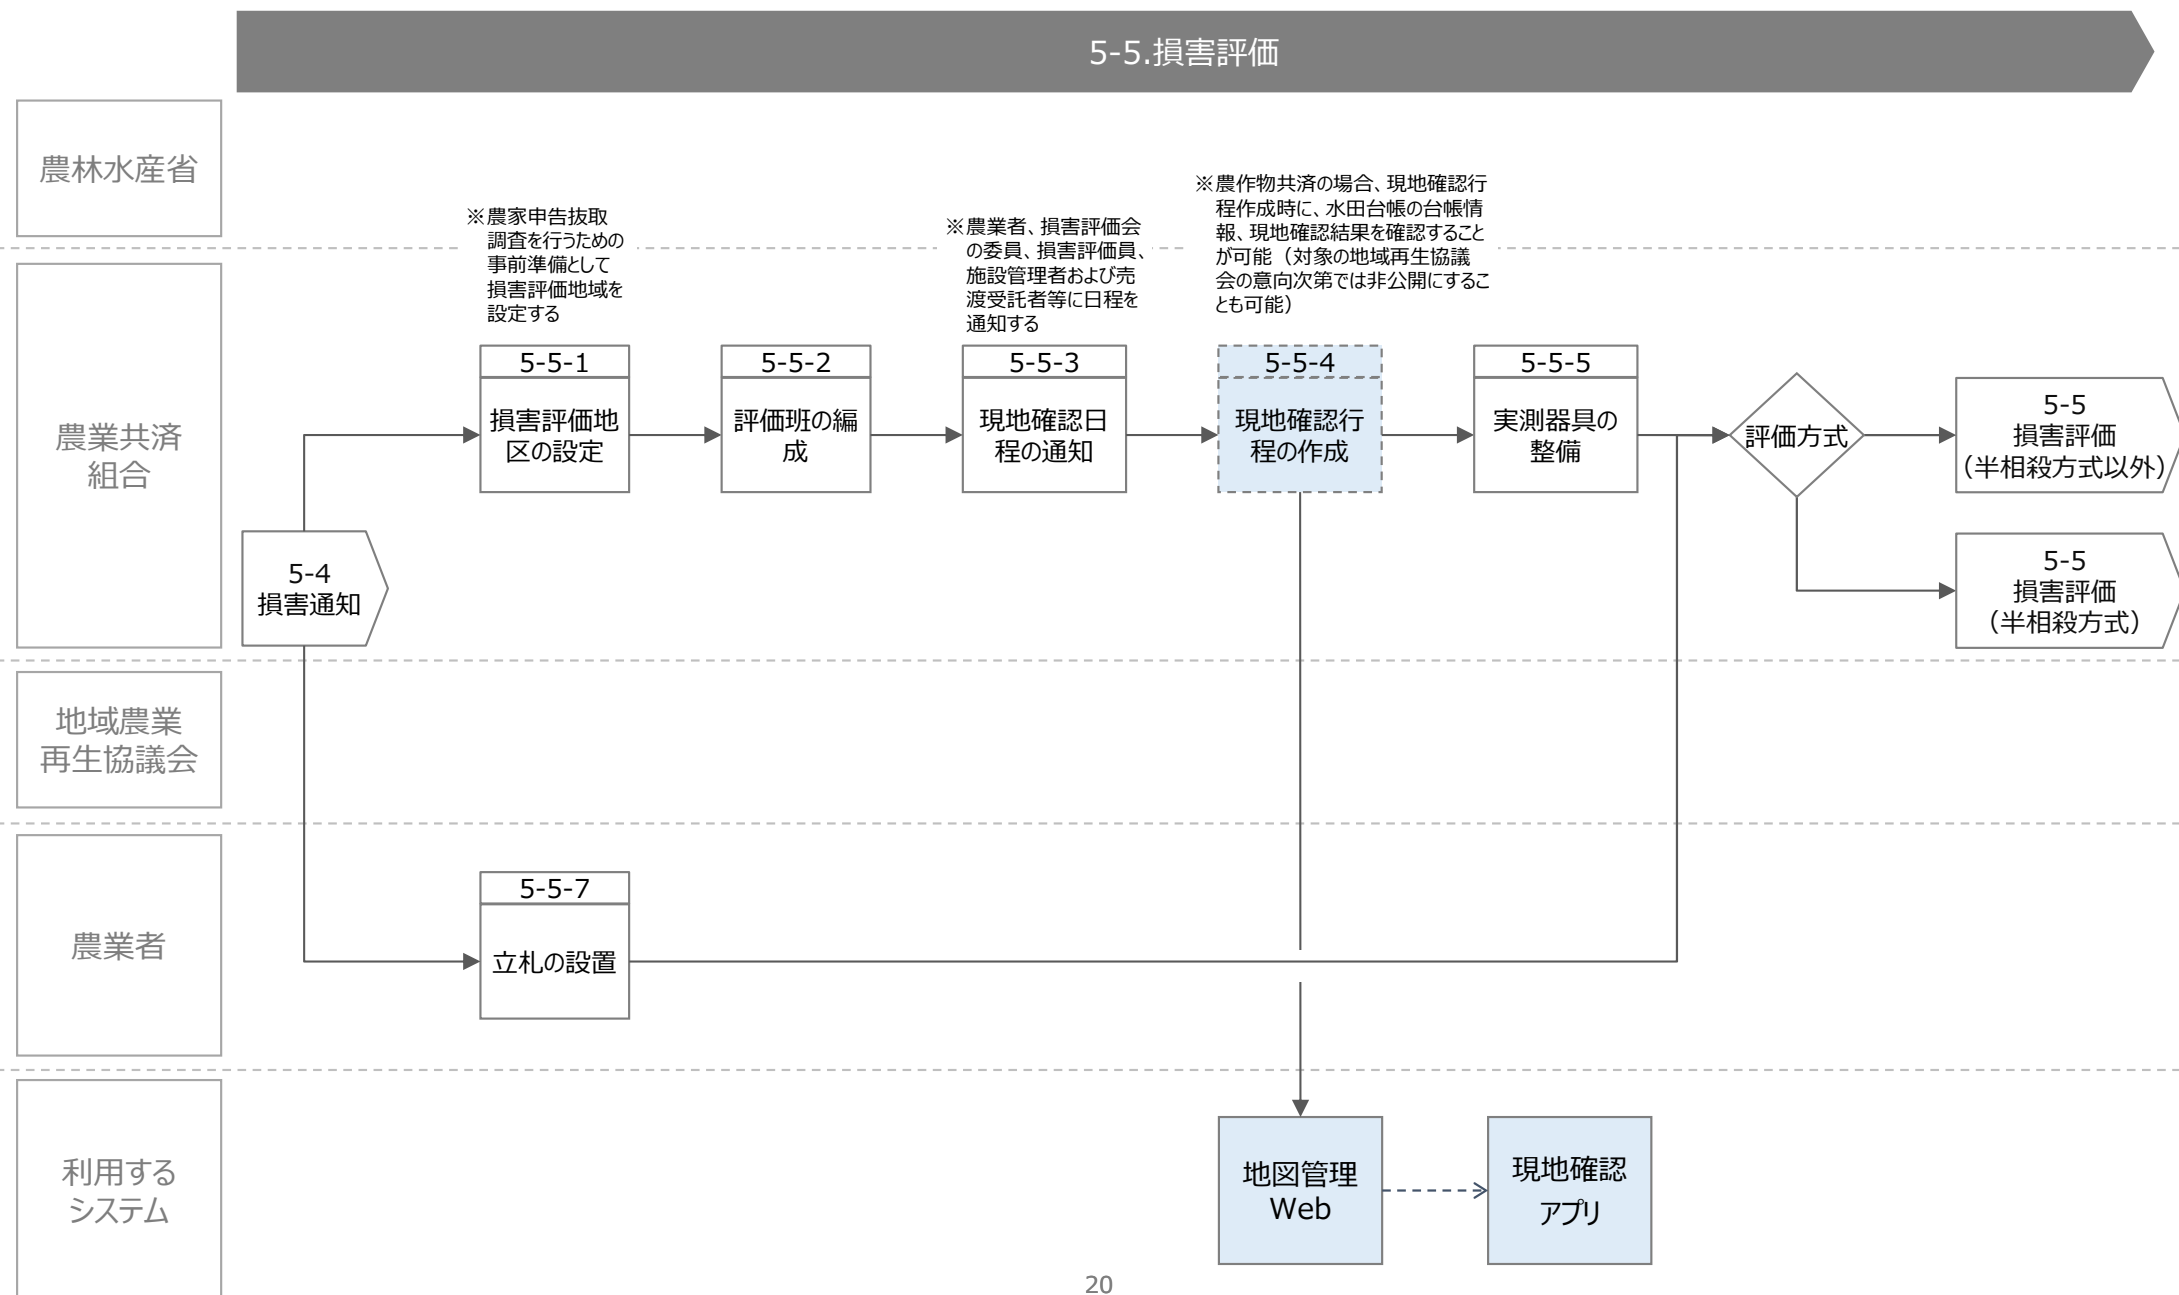 5-5.損害評価
農林水産省
※農家申告抜取
調査を行うための
事前準備として
損害評価地域を
設定する
※農業者、損害評価会
の委員、損害評価員、
施設管理者および売
渡受託者等に日程を
通知する
※農作物共済の場合、現地確認行
程作成時に、水田台帳の台帳情
報、現地確認結果を確認すること
が可能（対象の地域再生協議
会の意向次第では非公開にするこ
とも可能）
農業共済
組合
5-4
損害通知
5-5-1
損害評価地
区の設定
5-5-2
評価班の編
成
5-5-3
現地確認日
程の通知
5-5-4
現地確認行
程の作成
5-5-5
実測器具の
整備
評価方式
5-5
損害評価
（半相殺方式以外）
5-5
損害評価
（半相殺方式）
地域農業
再生協議会
農業者
5-5-7
立札の設置
利用する
システム
地図管理
Web
現地確認
アプリ
20